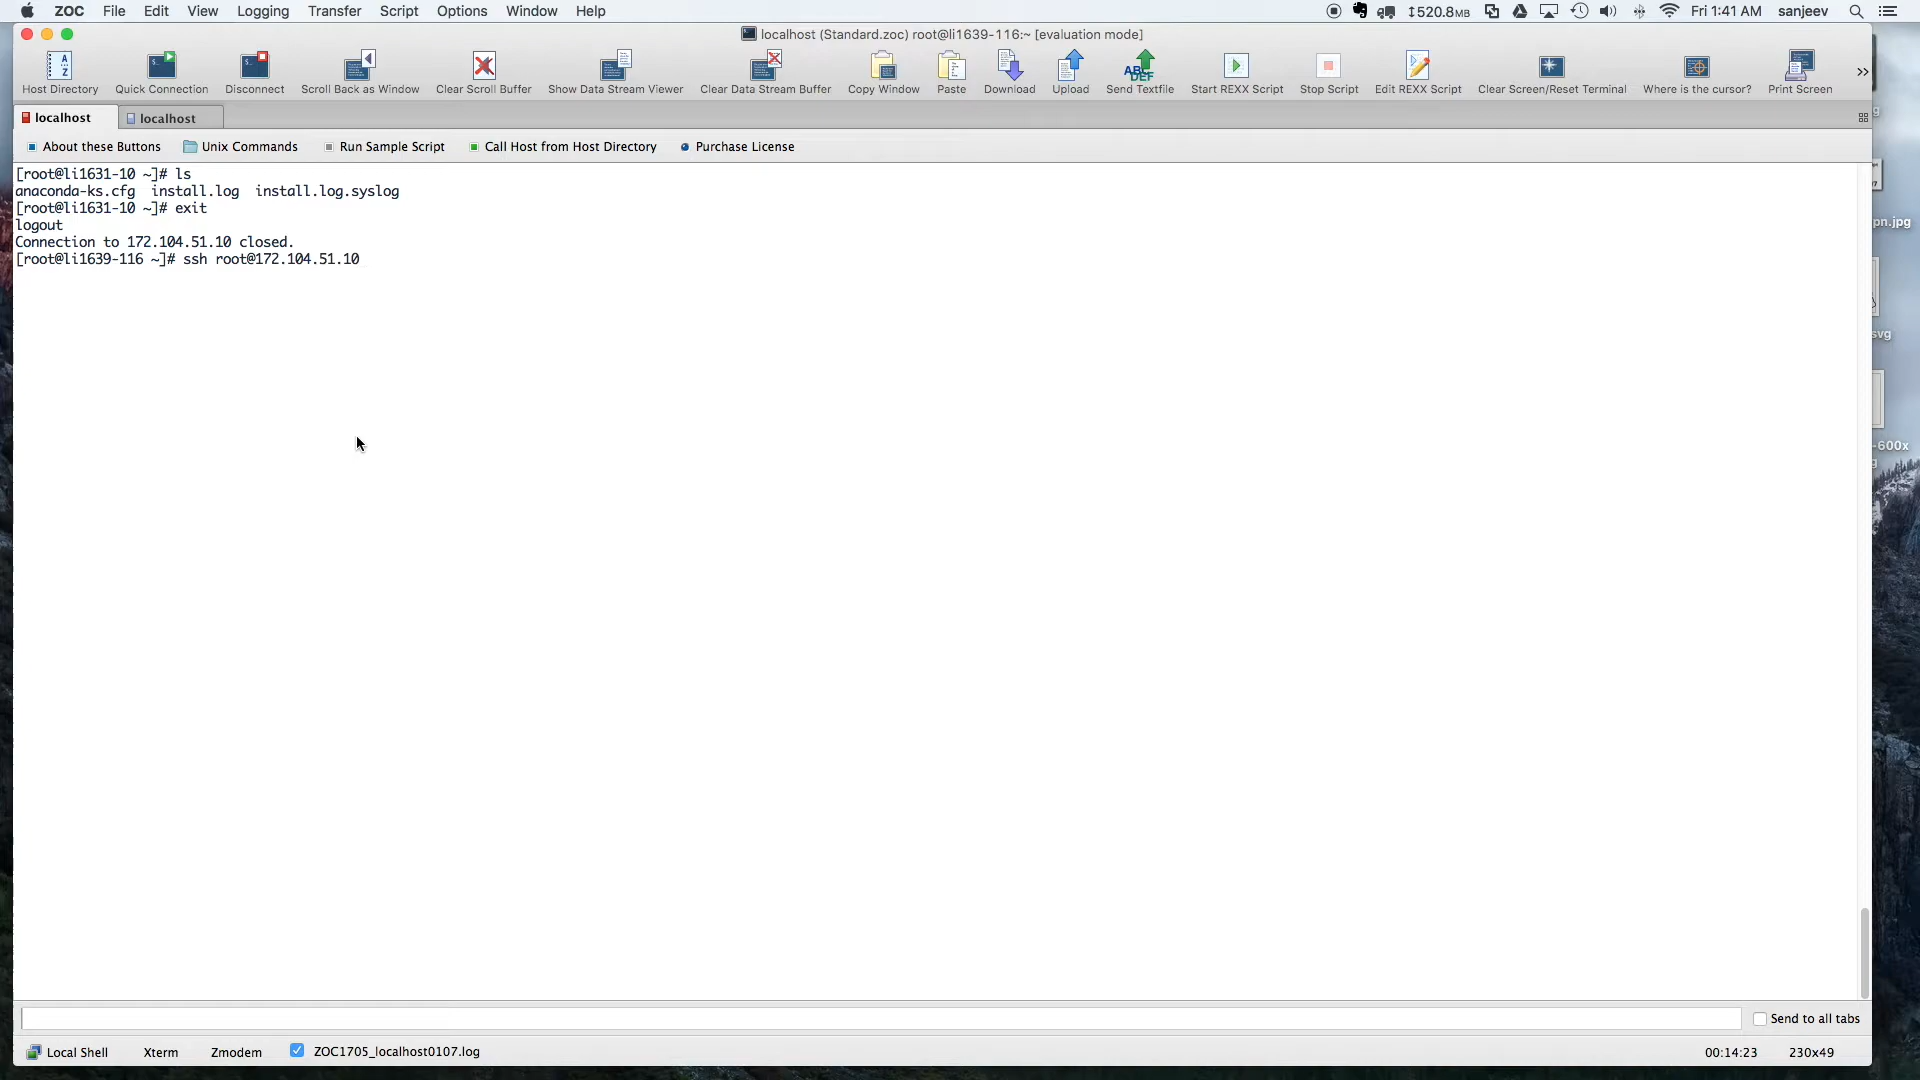 ZOC File Edit View Logging Transfer Script Options Window Help 520.8MB Fri 1:41 AM sanjeev
localhost (Standard.zoc) root@li1639-116:~ [evaluation mode]
Host Directory Quick Connection Disconnect Scroll Back as Window Clear Scroll Buffer Show Data Stream Viewer Clear Data Stream Buffer Copy Window Paste Download Upload Send Textfile Start REXX Script Stop Script Edit REXX Script Clear Screen/Reset Terminal Where is the cursor? Print Screen
localhost localhost
About these Buttons Unix Commands Run Sample Script Call Host from Host Directory Purchase License
[root@li1631-10 ~]# ls
anaconda-ks.cfg install.log install.log.syslog
[root@li1631-10 ~]# exit
logout
Connection to 172.104.51.10 closed.
[root@li1639-116 ~]# ssh root@172.104.51.10
pn.jpg
svg
-600x
Send to all tabs
Local Shell Xterm Zmodem ZOC1705_localhost0107.log 00:14:23 230x49